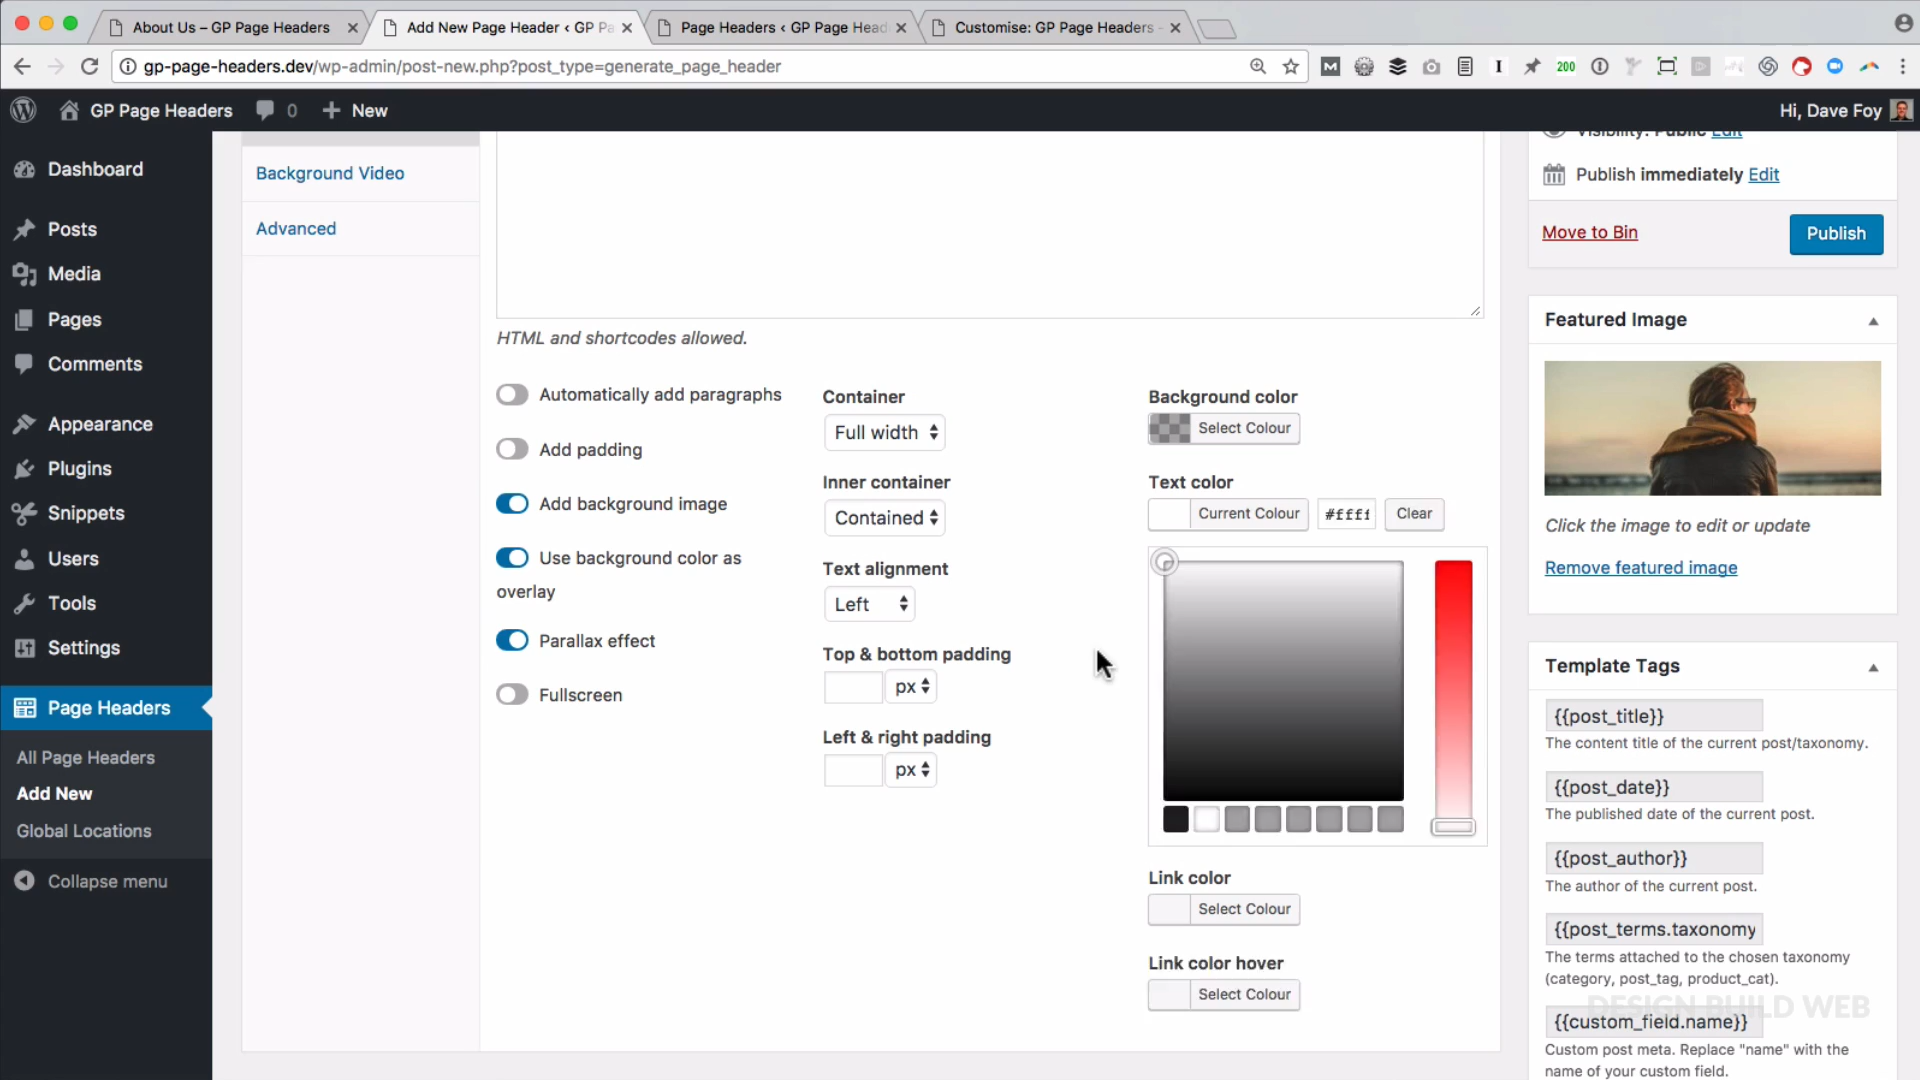 About Us – GP Page Headers
Add New Page Header ‹ GP Pa
Page Headers ‹ GP Page Head
Customise: GP Page Headers -
gp-page-headers.dev/wp-admin/post-new.php?post_type=generate_page_header
200
GP Page Headers
0
New
Hi, Dave Foy
Dashboard
Posts
Media
Pages
Comments
Appearance
Plugins
Snippets
Users
Tools
Settings
Page Headers
All Page Headers
Add New
Global Locations
Collapse menu
Background Video
Advanced
HTML and shortcodes allowed.
Automatically add paragraphs
Add padding
Add background image
Use background color as
overlay
Parallax effect
Fullscreen
Container
Full width
Inner container
Contained
Text alignment
Left
Top & bottom padding
px
Left & right padding
px
Background color
Select Colour
Text color
Current Colour
#ffff
Clear
Link color
Select Colour
Link color hover
Select Colour
Visibility: Public Edit
Publish immediately Edit
Move to Bin
Publish
Featured Image
Click the image to edit or update
Remove featured image
Template Tags
{{post_title}}
The content title of the current post/taxonomy.
{{post_date}}
The published date of the current post.
{{post_author}}
The author of the current post.
{{post_terms.taxonomy
The terms attached to the chosen taxonomy
(category, post_tag, product_cat).
DESIGN BUILD WEB
{{custom_field.name}}
Custom post meta. Replace "name" with the
name of your custom field.